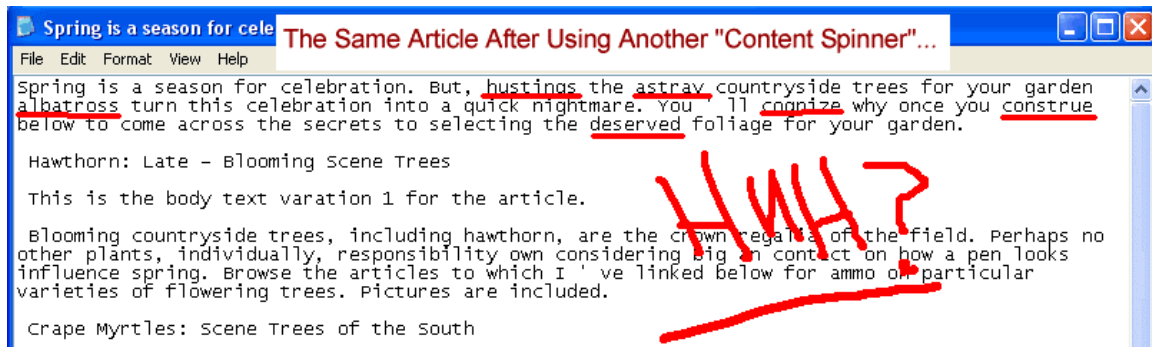 Spring is a season for cele
The Same Article After Using Another "Content Spinner"...
File Edit Format View Help
Spring is a season for celebration. But, hustings the astray countryside trees for your garden
albatross turn this celebration into a quick nightmare. You ' ll cognize why once you construe
below to come across the secrets to selecting the deserved foliage for your garden.
Hawthorn: Late - Blooming Scene Trees
This is the body text varation 1 for the article.
HUH?
Blooming countryside trees, including hawthorn, are the crown regalia of the field. Perhaps no
other plants, individually, responsibility own considering big an contact on how a pen looks
influence spring. Browse the articles to which I ' ve linked below for ammo on particular
varieties of flowering trees. Pictures are included.
Crape Myrtles: Scene Trees of the South